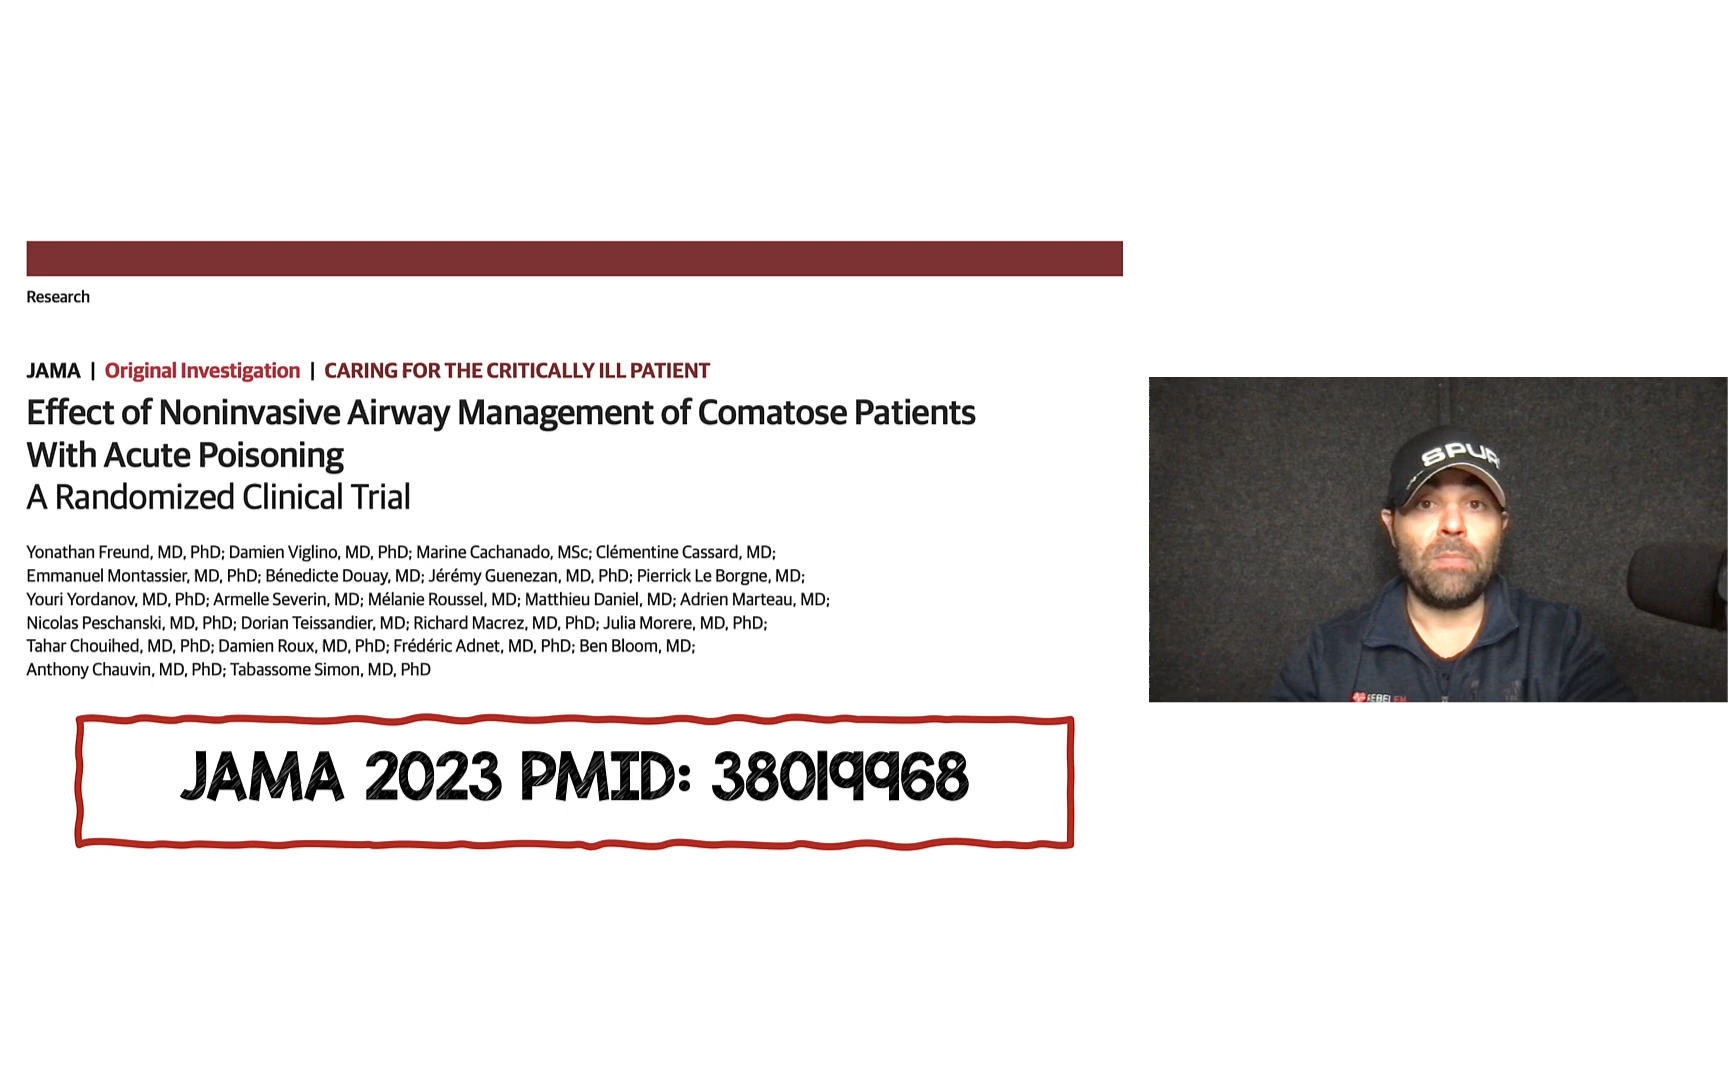 Research
JAMA | Original Investigation | CARING FOR THE CRITICALLY ILL PATIENT
Effect of Noninvasive Airway Management of Comatose Patients
With Acute Poisoning
A Randomized Clinical Trial
Yonathan Freund, MD, PhD; Damien Viglino, MD, PhD; Marine Cachanado, MSc; Clémentine Cassard, MD;
Emmanuel Montassier, MD, PhD; Bénedicte Douay, MD; Jérémy Guenezan, MD, PhD; Pierrick Le Borgne, MD;
Youri Yordanov, MD, PhD; Armelle Severin, MD; Mélanie Roussel, MD; Matthieu Daniel, MD; Adrien Marteau, MD;
Nicolas Peschanski, MD, PhD; Dorian Teissandier, MD; Richard Macrez, MD, PhD; Julia Morere, MD, PhD;
Tahar Chouihed, MD, PhD; Damien Roux, MD, PhD; Frédéric Adnet, MD, PhD; Ben Bloom, MD;
Anthony Chauvin, MD, PhD; Tabassome Simon, MD, PhD
JAMA 2023 PMID: 38019968
SPUR
REBEL EM